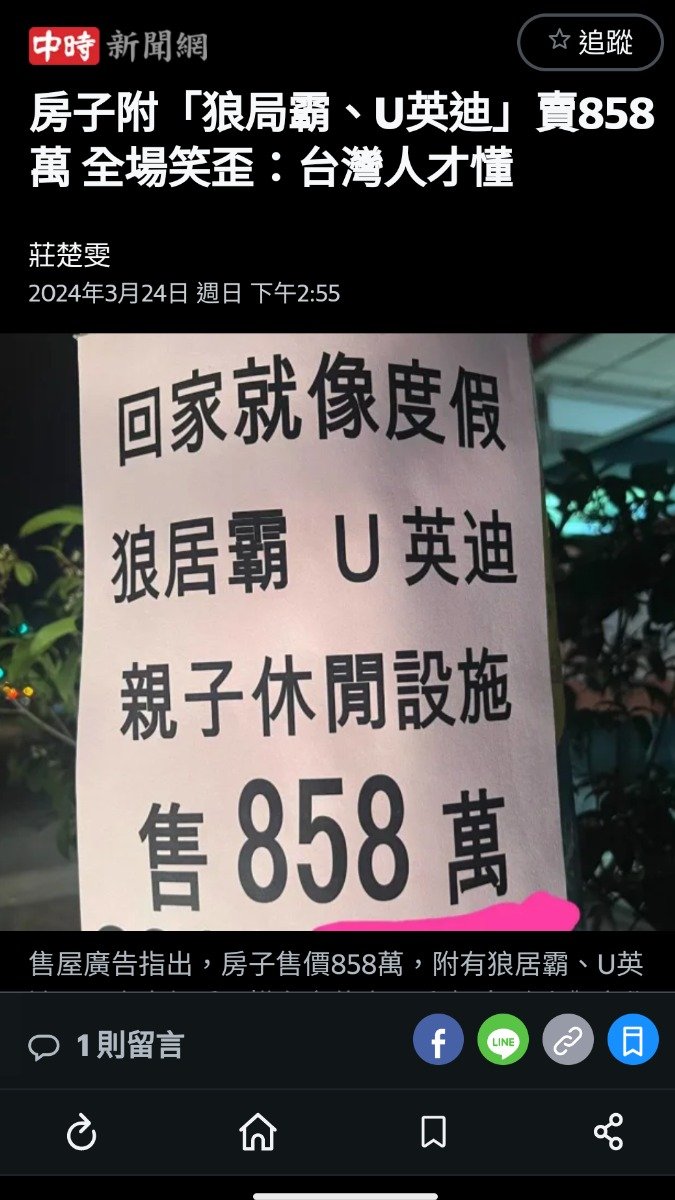 中時新聞網
☆ 追蹤
房子附「狼局霸、U英迪」賣858
萬 全場笑歪：台灣人才懂
莊楚雯
2024年3月24日 週日 下午2:55
回家就像度假
狼居霸 U英迪
親子休閒設施
售858萬
售屋廣告指出，房子售價858萬，附有狼居霸、U英
1則留言
LINE